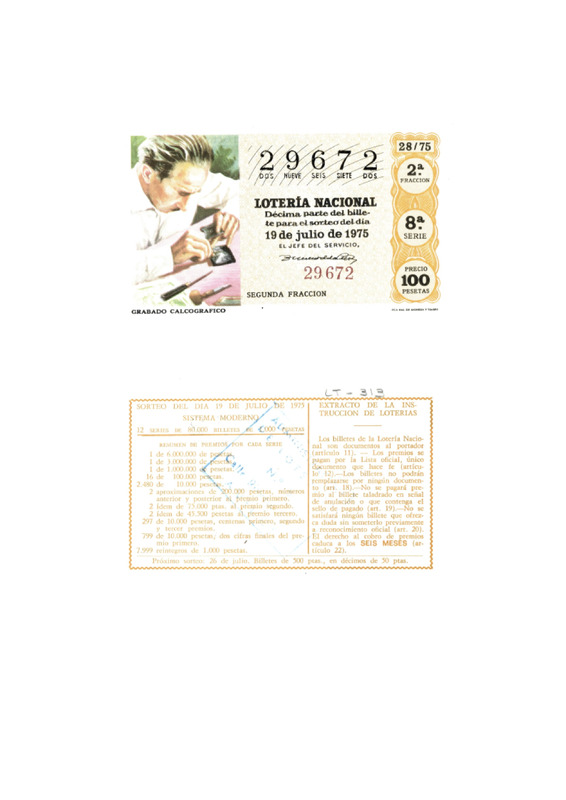 28/75
29672
DOS NUEVE SEIS SIETE DOS
2.ª
FRACCION
LOTERÍA NACIONAL
Décima parte del bille-
te para el sorteo del día
19 de julio de 1975
EL JEFE DEL SERVICIO,
8.ª
SERIE
29672
PRECIO
100
PESETAS
SEGUNDA FRACCION
GRABADO CALCOGRAFICO
LT-313
SORTEO DEL DIA 19 DE JULIO DE 1975
SISTEMA MODERNO
12 SERIES DE 80.000 BILLETES DE 1.000 PESETAS
RESUMEN DE PREMIOS POR CADA SERIE
1 de 6.000.000 de pesetas.
1 de 1.000.000 de pesetas.
1 de 1.000.000 de pesetas.
16 de 100.000 pesetas.
2.480 de 10.000 pesetas.
2 aproximaciones de 200.000 pesetas, números
anterior y posterior al premio primero.
2 ídem de 75.000 ptas. al premio segundo.
2 ídem de 45.500 pesetas al premio tercero.
297 de 10.000 pesetas, centenas primero, segundo
y tercer premios.
799 de 10.000 pesetas, dos cifras finales del pre-
mio primero.
7.999 reintegros de 1.000 pesetas.
EXTRACTO DE LA INS-
TRUCCION DE LOTERIAS
Los billetes de la Lotería Nacio-
nal son documentos al portador
(artículo 11). — Los premios se
pagan por la Lista oficial, único
documento que hace fe (artícu-
lo 12).—Los billetes no podrán
remplazarse por ningún documen-
to (art. 18).—No se pagará pre-
mio al billete taladrado en señal
de anulación o que contenga el
sello de pagado (art. 19).—No se
satisfará ningún billete que ofrez-
ca duda sin someterlo previamente
a reconocimiento oficial (art. 20).
El derecho al cobro de premios
caduca a los SEIS MESES (ar-
tículo 22).
Próximo sorteo: 26 de julio. Billetes de 500 ptas., en décimos de 50 ptas.